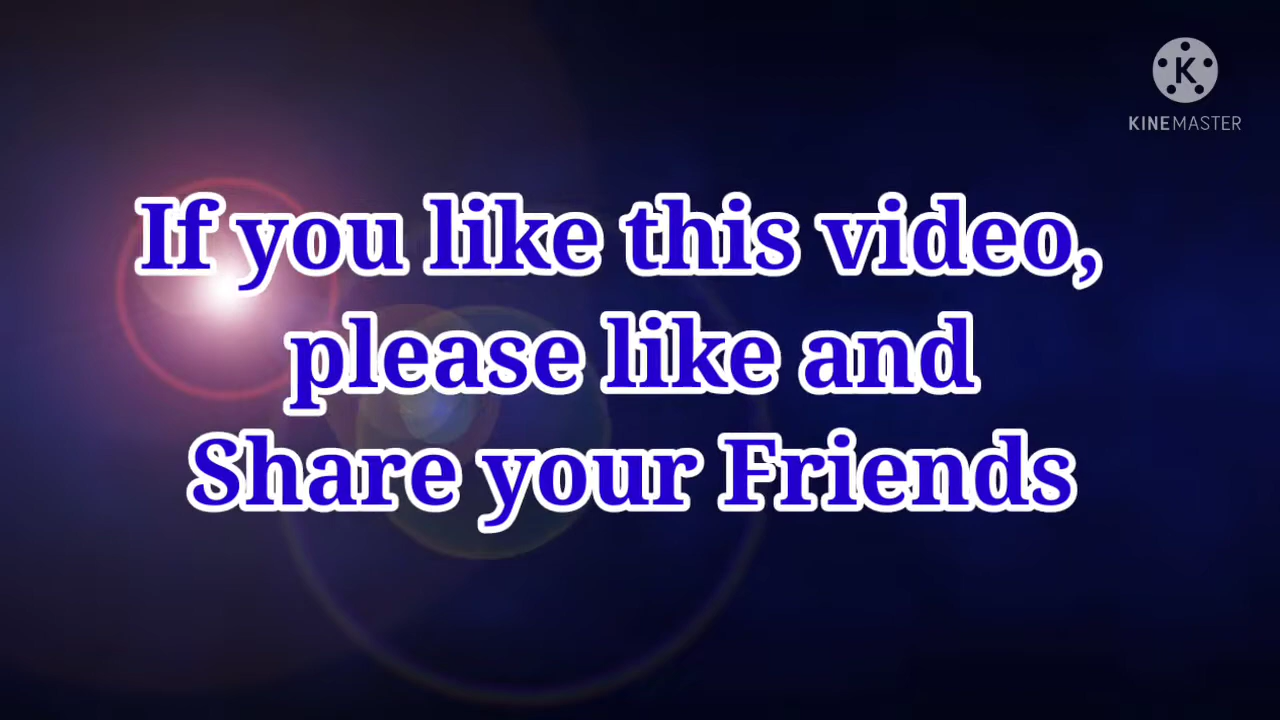 K
KINEMASTER
If you like this video,
please like and
Share your Friends